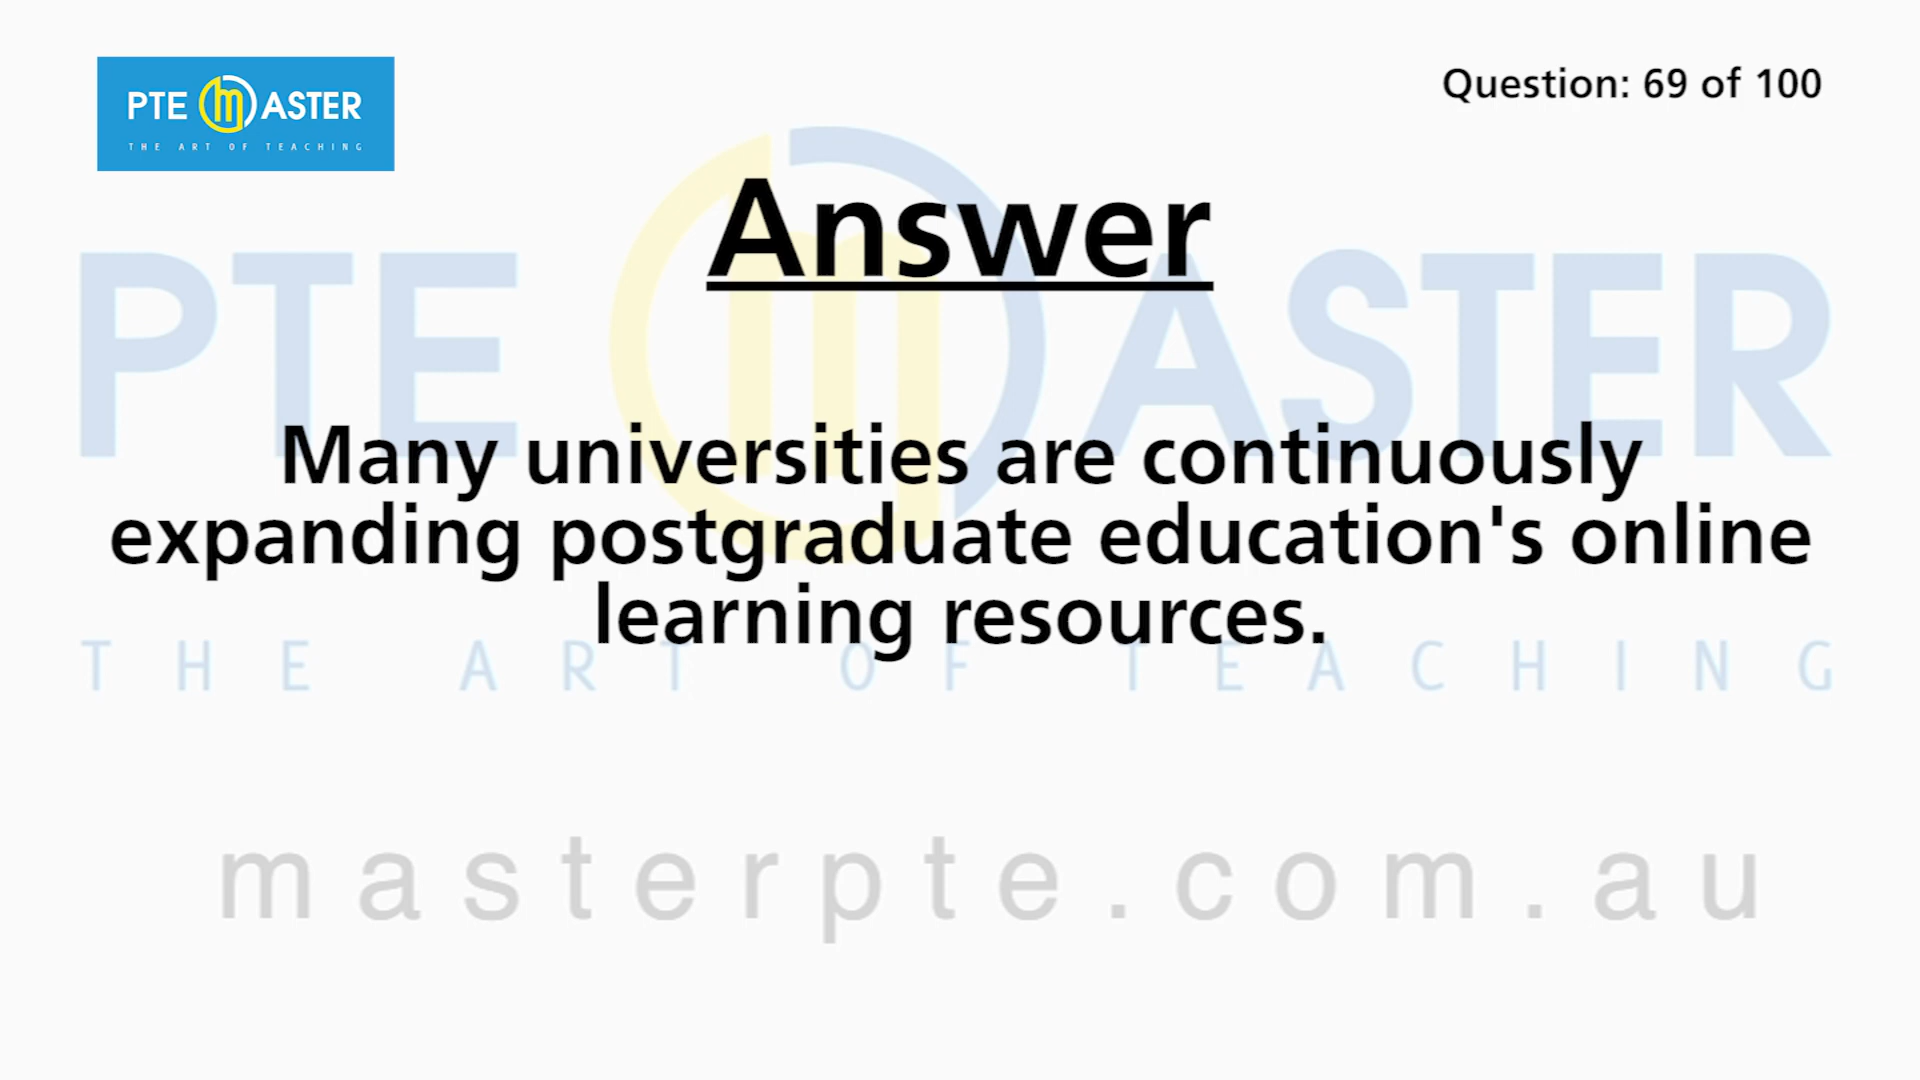 PTE MASTER
THE ART OF TEACHING
Question: 69 of 100
Answer
PTE MASTER
Many universities are continuously
expanding postgraduate education's online
learning resources.
THE ART OF TEACHING
masterpte.com.au